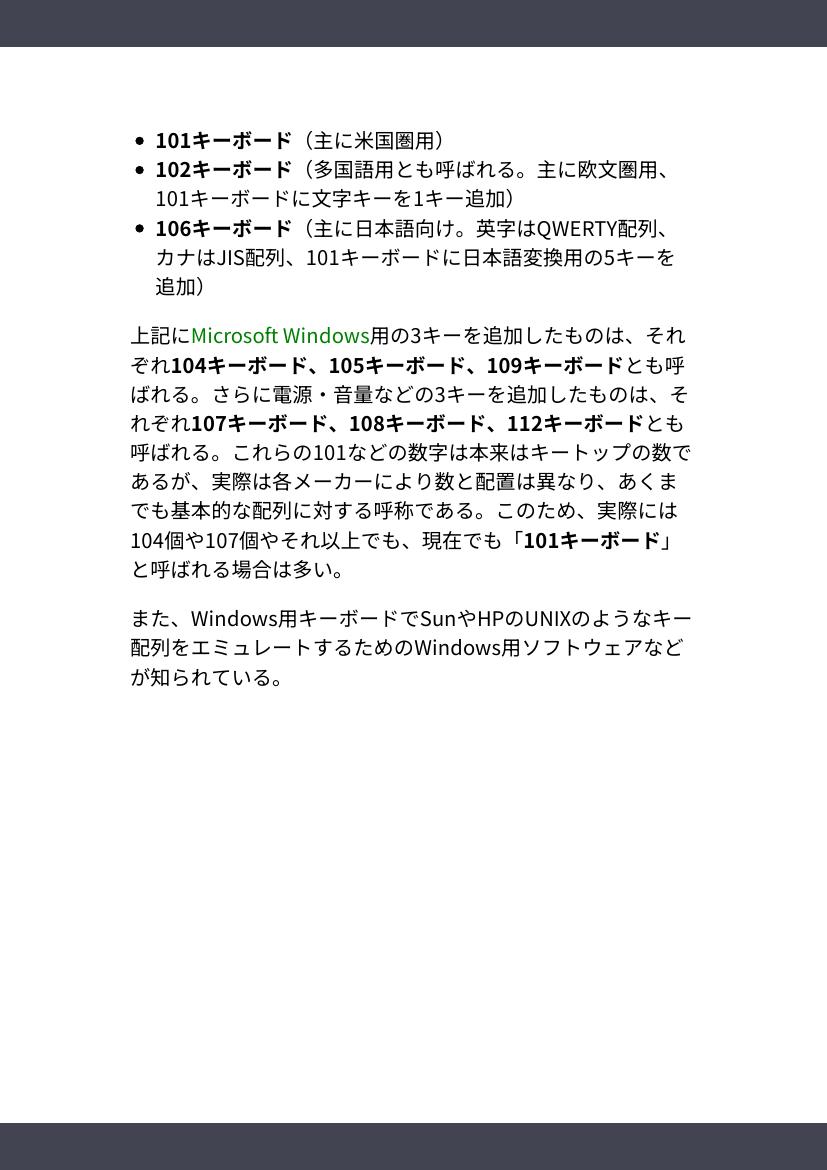 • 101キーボード（主に米国圏用）
• 102キーボード（多国語用とも呼ばれる。主に欧文圏用、
101キーボードに文字キーを1キー追加）
• 106キーボード（主に日本語向け。英字はQWERTY配列、
カナはJIS配列、101キーボードに日本語変換用の5キーを
追加）
上記にMicrosoft Windows用の3キーを追加したものは、それ
ぞれ104キーボード、105キーボード、109キーボードとも呼
ばれる。さらに電源・音量などの3キーを追加したものは、そ
れぞれ107キーボード、108キーボード、112キーボードとも
呼ばれる。これらの101などの数字は本来はキートップの数で
あるが、実際は各メーカーにより数と配置は異なり、あくま
でも基本的な配列に対する呼称である。このため、実際には
104個や107個やそれ以上でも、現在でも「101キーボード」
と呼ばれる場合は多い。
また、Windows用キーボードでSunやHPのUNIXのようなキー
配列をエミュレートするためのWindows用ソフトウェアなど
が知られている。